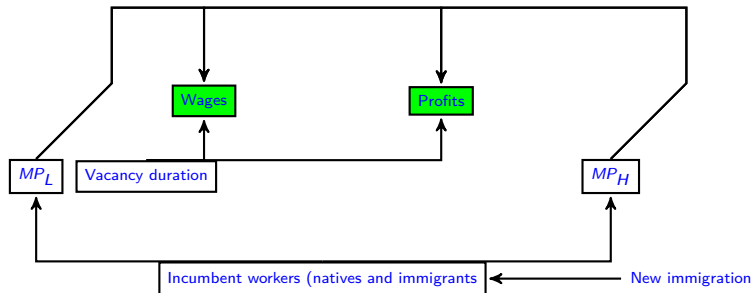 Wages
Profits
MP_L
Vacancy duration
MP_H
Incumbent workers (natives and immigrants
New immigration